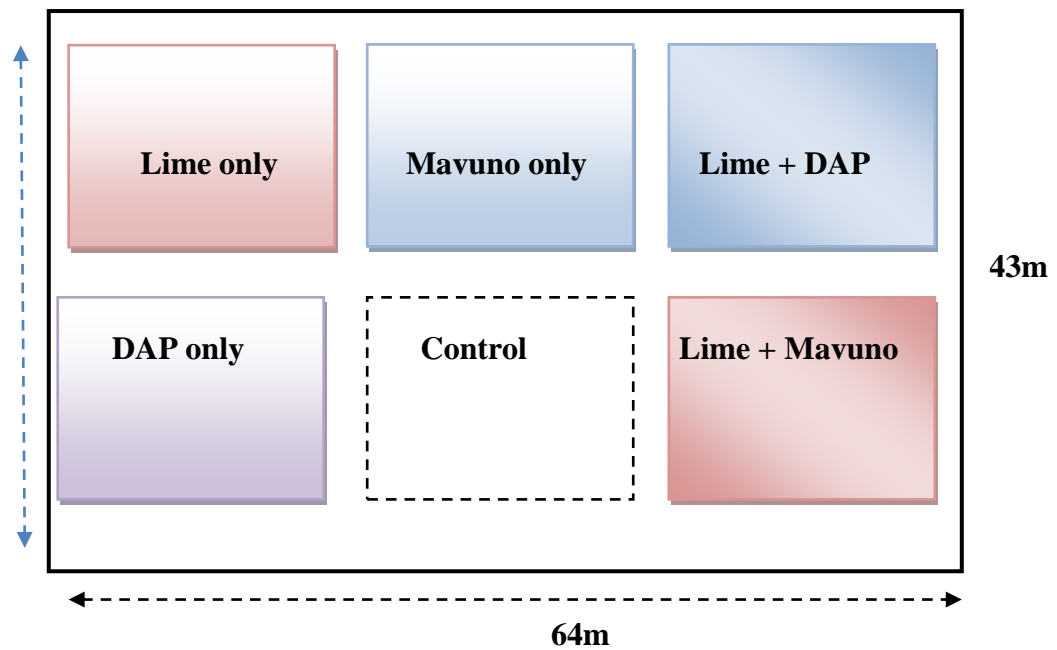 Lime only
Mavuno only
Lime + DAP
43m
DAP only
Control
Lime + Mavuno
64m